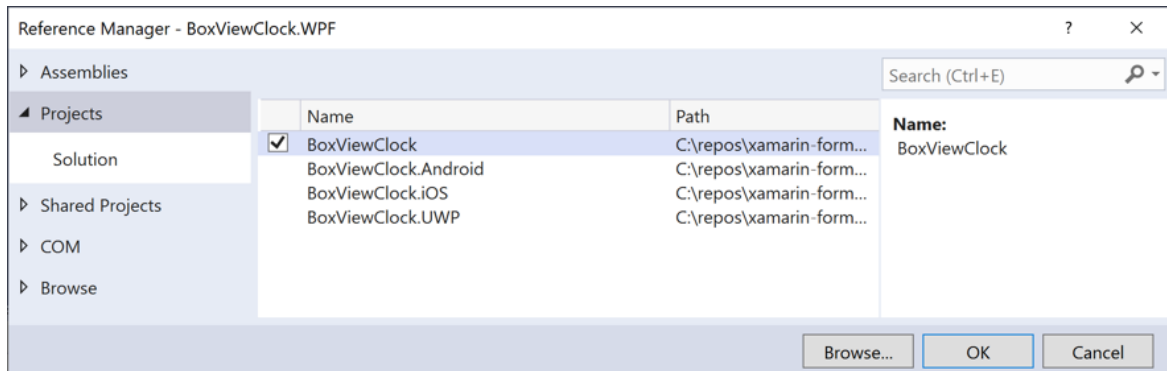 Reference Manager - BoxViewClock.WPF ? ×
Assemblies
Projects
Solution
Shared Projects
COM
Browse
Name Path
BoxViewClock C:\repos\xamarin-form...
BoxViewClock.Android C:\repos\xamarin-form...
BoxViewClock.iOS C:\repos\xamarin-form...
BoxViewClock.UWP C:\repos\xamarin-form...
Search (Ctrl+E)
Name:
BoxViewClock
Browse... OK Cancel